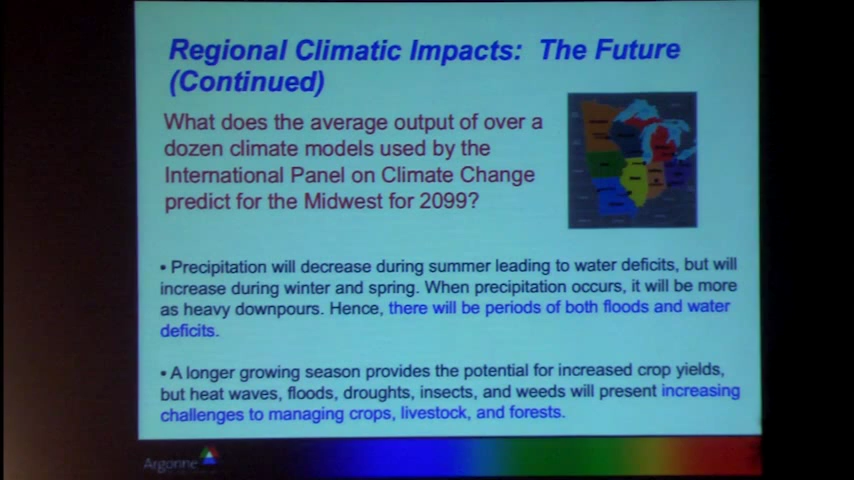 Regional Climatic Impacts: The Future
(Continued)
What does the average output of over a
dozen climate models used by the
International Panel on Climate Change
predict for the Midwest for 2099?
• Precipitation will decrease during summer leading to water deficits, but will
increase during winter and spring. When precipitation occurs, it will be more
as heavy downpours. Hence, there will be periods of both floods and water
deficits.
• A longer growing season provides the potential for increased crop yields,
but heat waves, floods, droughts, insects, and weeds will present increasing
challenges to managing crops, livestock, and forests.
Argonne